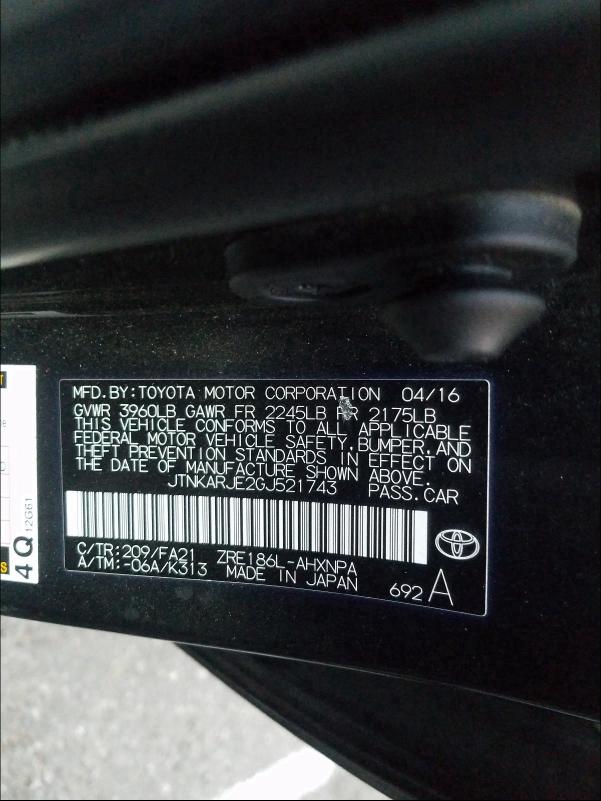 MFD.BY:TOYOTA MOTOR CORPORATION 04/16
GVWR 3960LB GAWR FR 2245LB RR 2175LB
THIS VEHICLE CONFORMS TO ALL APPLICABLE
FEDERAL MOTOR VEHICLE SAFETY,BUMPER,AND
THEFT PREVENTION STANDARDS IN EFFECT ON
THE DATE OF MANUFACTURE SHOWN ABOVE.
JTNKARJE2GJ521743 PASS.CAR
C/TR:209/FA21 ZRE186L-AHXNPA
A/TM:-06A/K313 MADE IN JAPAN
692 A
4Q
12G61